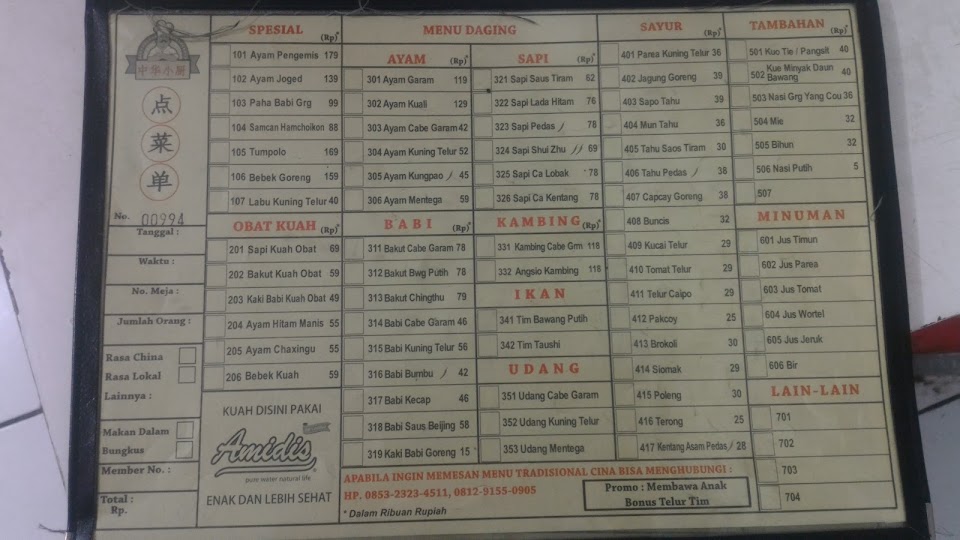 中华小厨
点
菜
单
No. 00994
Tanggal :
Waktu :
No. Meja :
Jumlah Orang :
Rasa China
Rasa Lokal
Lainnya :
Makan Dalam
Bungkus
Member No. :
Total :
Rp.
SPESIAL (Rp)*
101 Ayam Pengemis 179
102 Ayam Joged 139
103 Paha Babi Grg 99
104 Samcan Hamchoikon 88
105 Tumpolo 169
106 Bebek Goreng 159
107 Labu Kuning Telur 40
OBAT KUAH (Rp)*
201 Sapi Kuah Obat 69
202 Bakut Kuah Obat 59
203 Kaki Babi Kuah Obat 49
204 Ayam Hitam Manis 55
205 Ayam Chaxingu 55
206 Bebek Kuah 59
KUAH DISINI PAKAI
Amidis
pure water natural life
ENAK DAN LEBIH SEHAT
MENU DAGING
AYAM (Rp)*
301 Ayam Garam 119
302 Ayam Kuali 129
303 Ayam Cabe Garam 42
304 Ayam Kuning Telur 52
305 Ayam Kungpao 45
306 Ayam Mentega 59
BABI (Rp)*
311 Bakut Cabe Garam 78
312 Bakut Bwg Putih 78
313 Bakut Chingthu 79
314 Babi Cabe Garam 46
315 Babi Kuning Telur 56
316 Babi Bumbu 42
317 Babi Kecap 46
318 Babi Saus Beijing 58
319 Kaki Babi Goreng 15
SAPI (Rp)*
321 Sapi Saus Tiram 62
322 Sapi Lada Hitam 76
323 Sapi Pedas 78
324 Sapi Shui Zhu 69
325 Sapi Ca Lobak 78
326 Sapi Ca Kentang 78
KAMBING (Rp)*
331 Kambing Cabe Grm 118
332 Angsio Kambing 118
IKAN
341 Tim Bawang Putih
342 Tim Taushi
UDANG
351 Udang Cabe Garam
352 Udang Kuning Telur
353 Udang Mentega
SAYUR (Rp)*
401 Parea Kuning Telur 36
402 Jagung Goreng 39
403 Sapo Tahu 39
404 Mun Tahu 36
405 Tahu Saos Tiram 30
406 Tahu Pedas 38
407 Capcay Goreng 38
408 Buncis 32
409 Kucai Telur 29
410 Tomat Telur 29
411 Telur Caipo 29
412 Pakcoy 25
413 Brokoli 30
414 Siomak 29
415 Poleng 30
416 Terong 25
417 Kentang Asam Pedas 28
TAMBAHAN (Rp)*
501 Kuo Tie / Pangsit 40
502 Kue Minyak Daun Bawang 40
503 Nasi Grg Yang Cou 36
504 Mie 32
505 Bihun 32
506 Nasi Putih 5
507
MINUMAN
601 Jus Timun
602 Jus Parea
603 Jus Tomat
604 Jus Wortel
605 Jus Jeruk
606 Bir
LAIN-LAIN
701
702
703
704
APABILA INGIN MEMESAN MENU TRADISIONAL CINA BISA MENGHUBUNGI :
HP. 0853-2323-4511, 0812-9155-0905
* Dalam Ribuan Rupiah
Promo : Membawa Anak
Bonus Telur Tim